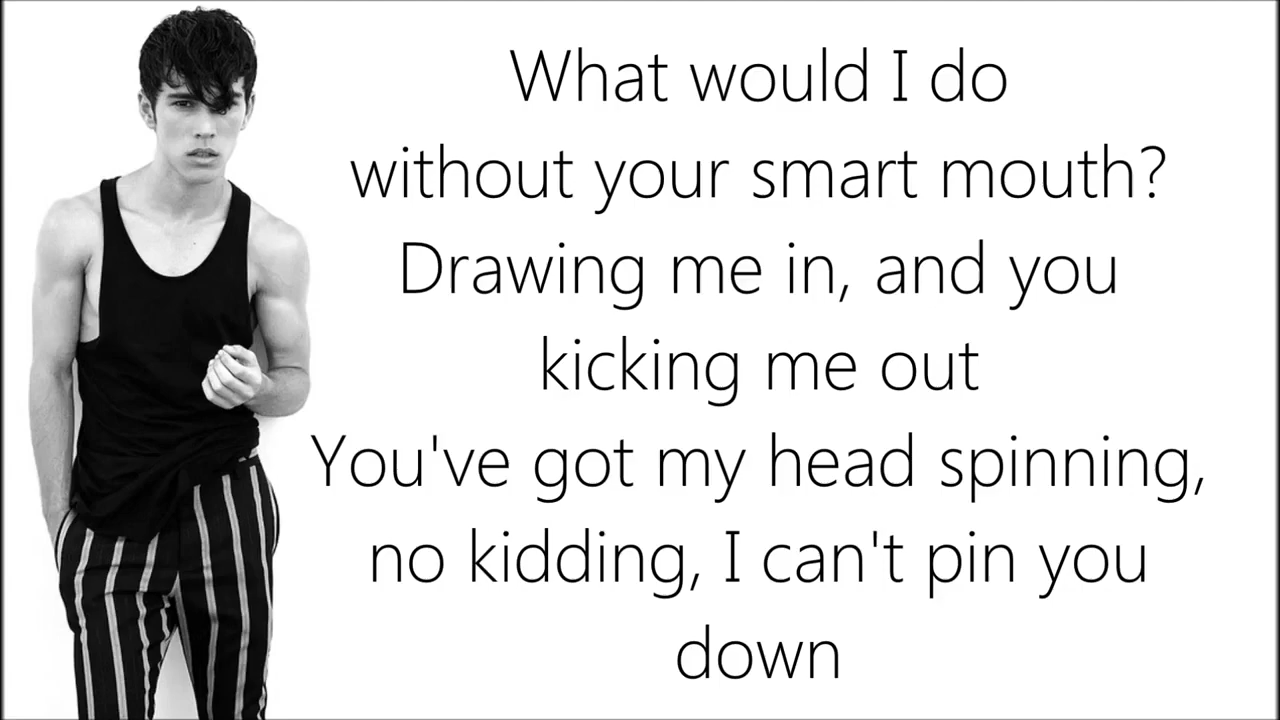 What would I do
without your smart mouth?
Drawing me in, and you
kicking me out
You've got my head spinning,
no kidding, I can't pin you
down